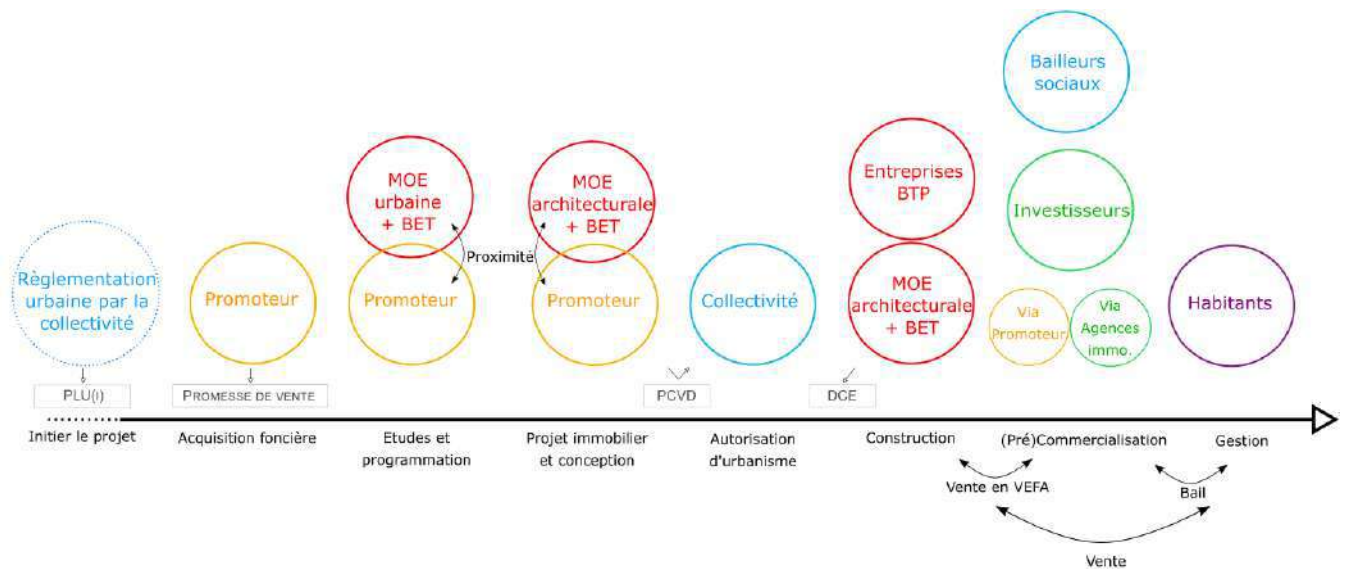 Bailleurs
sociaux
Investisseurs
Via
Promoteur
Via
Agences
immo.
Entreprises
BTP
MOE
architecturale
+ BET
MOE
urbaine
+ BET
MOE
architecturale
+ BET
Proximité
Règlementation
urbaine par la
collectivité
Promoteur
Promoteur
Promoteur
Collectivité
Habitants
PLU(I)
PROMESSE DE VENTE
PCVD
DCE
Initier le projet
Acquisition foncière
Etudes et
programmation
Projet immobilier
et conception
Autorisation
d'urbanisme
Construction
(Pré)Commercialisation
Gestion
Vente en VEFA
Bail
Vente